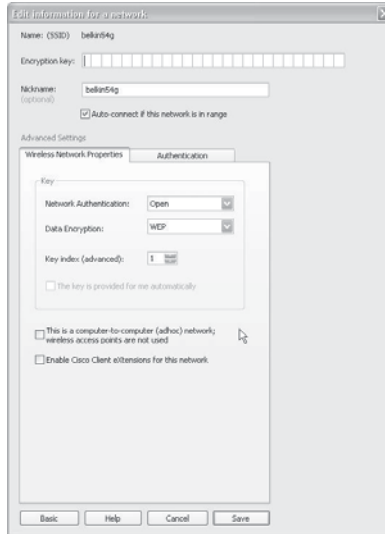 Edit information for a network
Name: (SSID) belkin54g
Encryption key:
Nickname: belkin54g
(optional)
Auto-connect if this network is in range
Advanced Settings
Wireless Network Properties Authentication
Key
Network Authentication: Open
Data Encryption: WEP
Key index (advanced): 1
The key is provided for me automatically
This is a computer-to-computer (adhoc) network;
wireless access points are not used
Enable Cisco Client eXtensions for this network
Basic Help Cancel Save